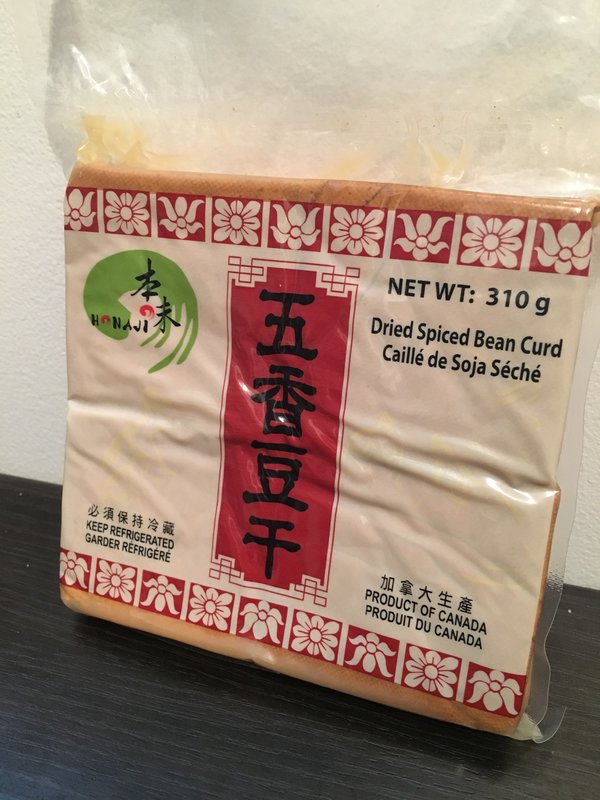 本の味
HONAJI
NET WT: 310 g
Dried Spiced Bean Curd
Caillé de Soja Séché
五香豆干
必須保持冷藏
KEEP REFRIGERATED
GARDER RÉFRIGÉRÉ
加拿大生產
PRODUCT OF CANADA
PRODUIT DU CANADA